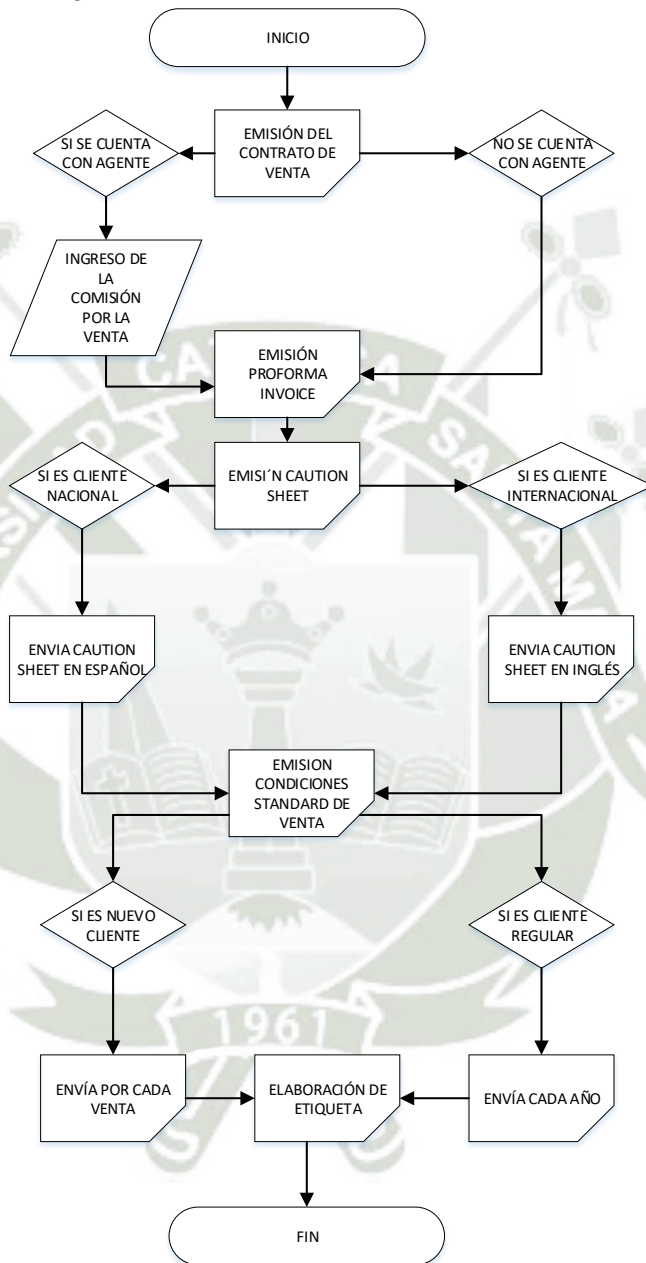 INICIO
SI SE CUENTA
CON AGENTE
EMISIÓN DEL
CONTRATO DE
VENTA
NO SE CUENTA
CON AGENTE
INGRESO DE
LA
COMISIÓN
POR LA
VENTA
EMISIÓN
PROFORMA
INVOICE
SI ES CLIENTE
NACIONAL
EMISI´N CAUTION
SHEET
SI ES CLIENTE
INTERNACIONAL
ENVIA CAUTION
SHEET EN ESPAÑOL
ENVIA CAUTION
SHEET EN INGLÉS
EMISION
CONDICIONES
STANDARD DE
VENTA
SI ES NUEVO
CLIENTE
SI ES CLIENTE
REGULAR
1961
ENVÍA POR CADA
VENTA
ELABORACIÓN DE
ETIQUETA
ENVÍA CADA AÑO
FIN